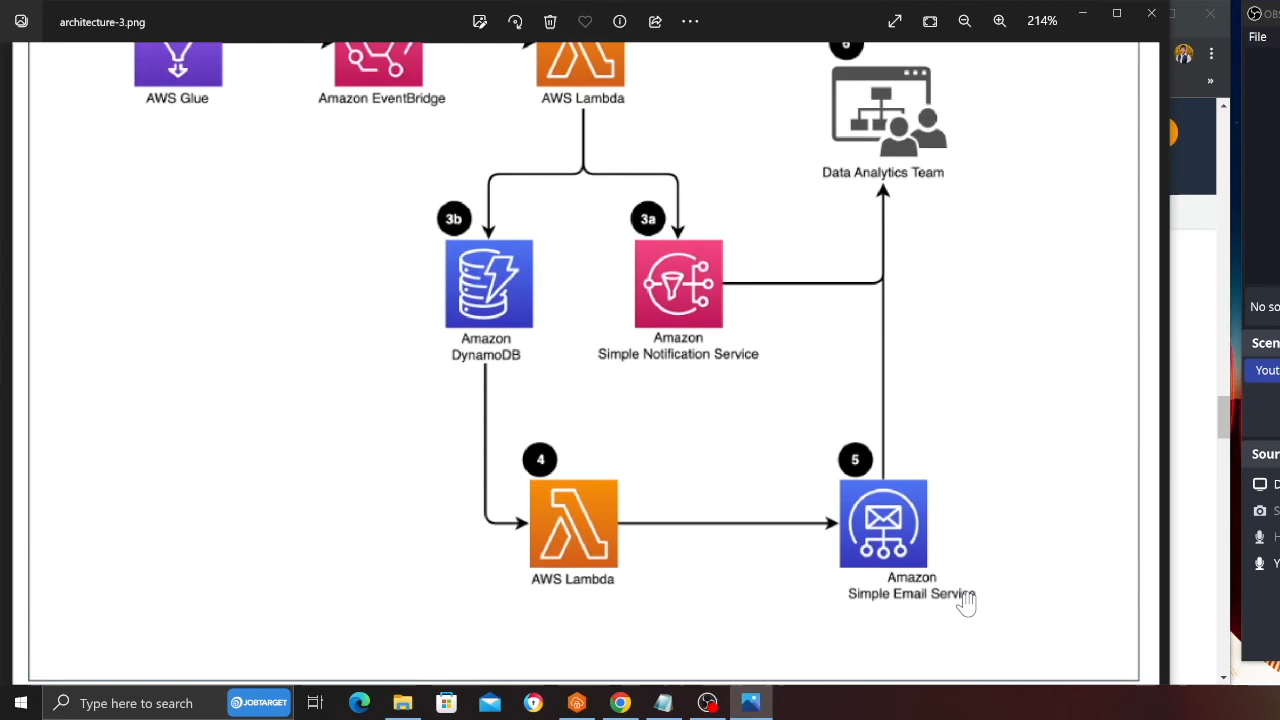 architecture-3.png
214%
File
AWS Glue
Amazon EventBridge
AWS Lambda
Data Analytics Team
3b
3a
Amazon
DynamoDB
Amazon
Simple Notification Service
No so
Scen
Yout
4
5
Sour
AWS Lambda
Amazon
Simple Email Service
Type here to search
JOBTARGET